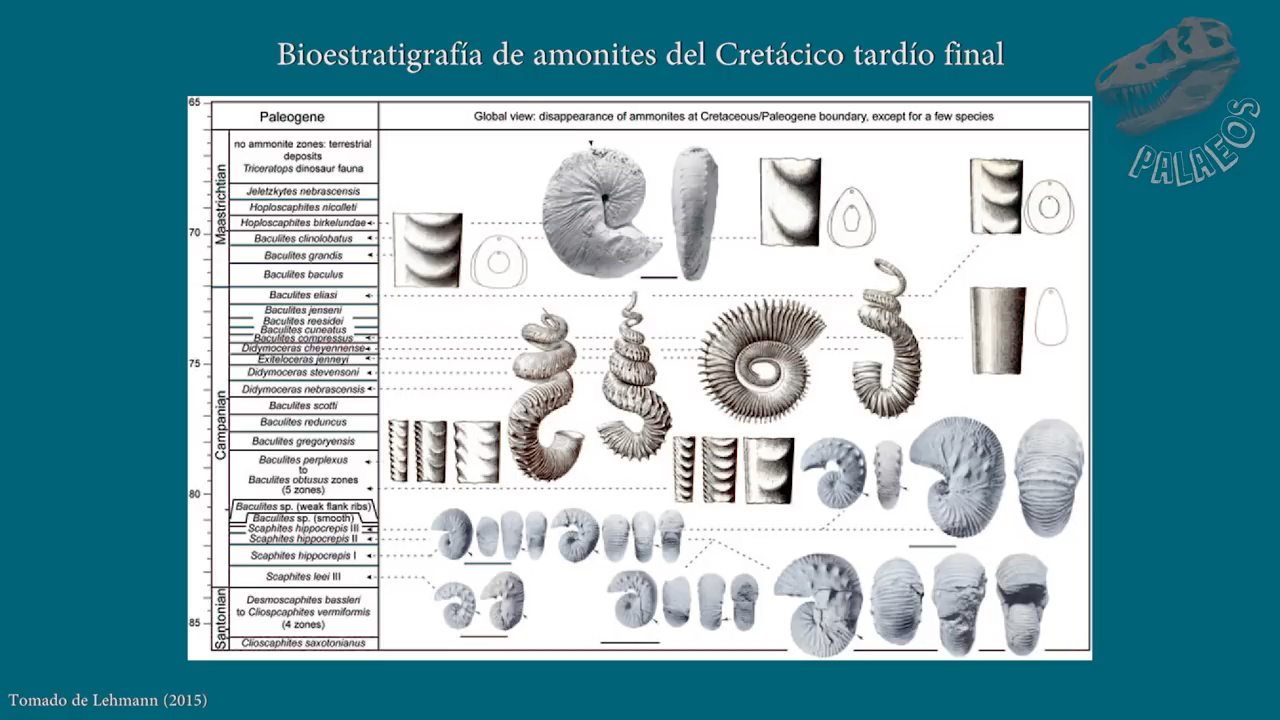 Bioestratigrafía de amonites del Cretácico tardío final
PALAEOS
65
Paleogene
Global view: disappearance of ammonites at Cretaceous/Paleogene boundary, except for a few species
Maastrichtian
no ammonite zones: terrestrial
deposits
Triceratops dinosaur fauna
Jeletzkytes nebrascensis
Hoploscaphites nicolleti
Hoploscaphites birkelundae
70
Baculites clinolobatus
Baculites grandis
Baculites baculus
Campanian
Baculites eliasi
Baculites jenseni
Baculites reesidei
Baculites cuneatus
Baculites compressus
Didymoceras cheyennense
Exiteloceras jenneyi
75
Didymoceras stevensoni
Didymoceras nebrascensis
Baculites scotti
Baculites reduncus
Baculites gregoryensis
Baculites perplexus
to
Baculites obtusus zones
(5 zones)
80
Baculites sp. (weak flank ribs)
Baculites sp. (smooth)
Scaphites hippocrepis III
Scaphites hippocrepis II
Scaphites hippocrepis I
Scaphites leei III
Santonian
Desmoscaphites bassleri
to Cliospcaphites vermiformis
(4 zones)
85
Clioscaphites saxotonianus
Tomado de Lehmann (2015)